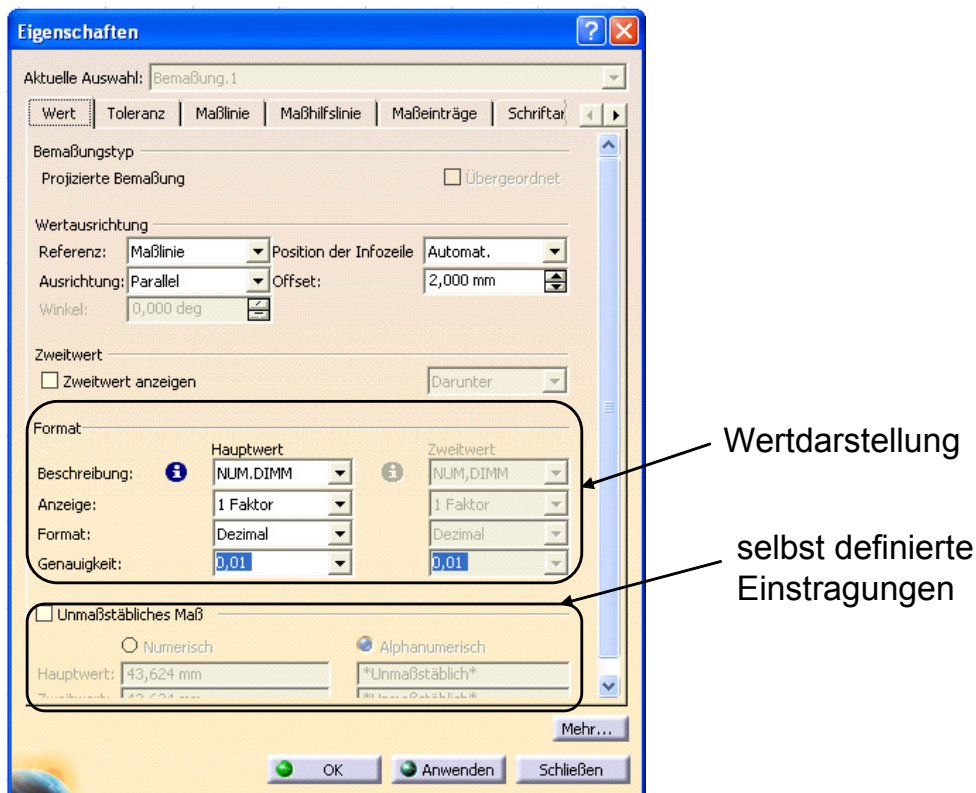 Eigenschaften
Aktuelle Auswahl: Bemaßung.1
Wert Toleranz Maßlinie Maßhilfslinie Maßeinträge Schriftar
Bemaßungstyp
Projizierte Bemaßung Übergeordnet
Wertausrichtung
Referenz: Maßlinie Position der Infozeile Automat.
Ausrichtung: Parallel Offset: 2,000 mm
Winkel: 0,000 deg
Zweitwert
Zweitwert anzeigen Darunter
Format
Hauptwert Zweitwert
Beschreibung: NUM.DIMM NUM,DIMM
Anzeige: 1 Faktor 1 Faktor
Format: Dezimal Dezimal
Genauigkeit: 0,01 0,01
Wertdarstellung
selbst definierte
Einstragungen
Unmaßstäbliches Maß
Numerisch Alphanumerisch
Hauptwert: 43,624 mm *Unmaßstäblich*
Mehr...
OK Anwenden Schließen